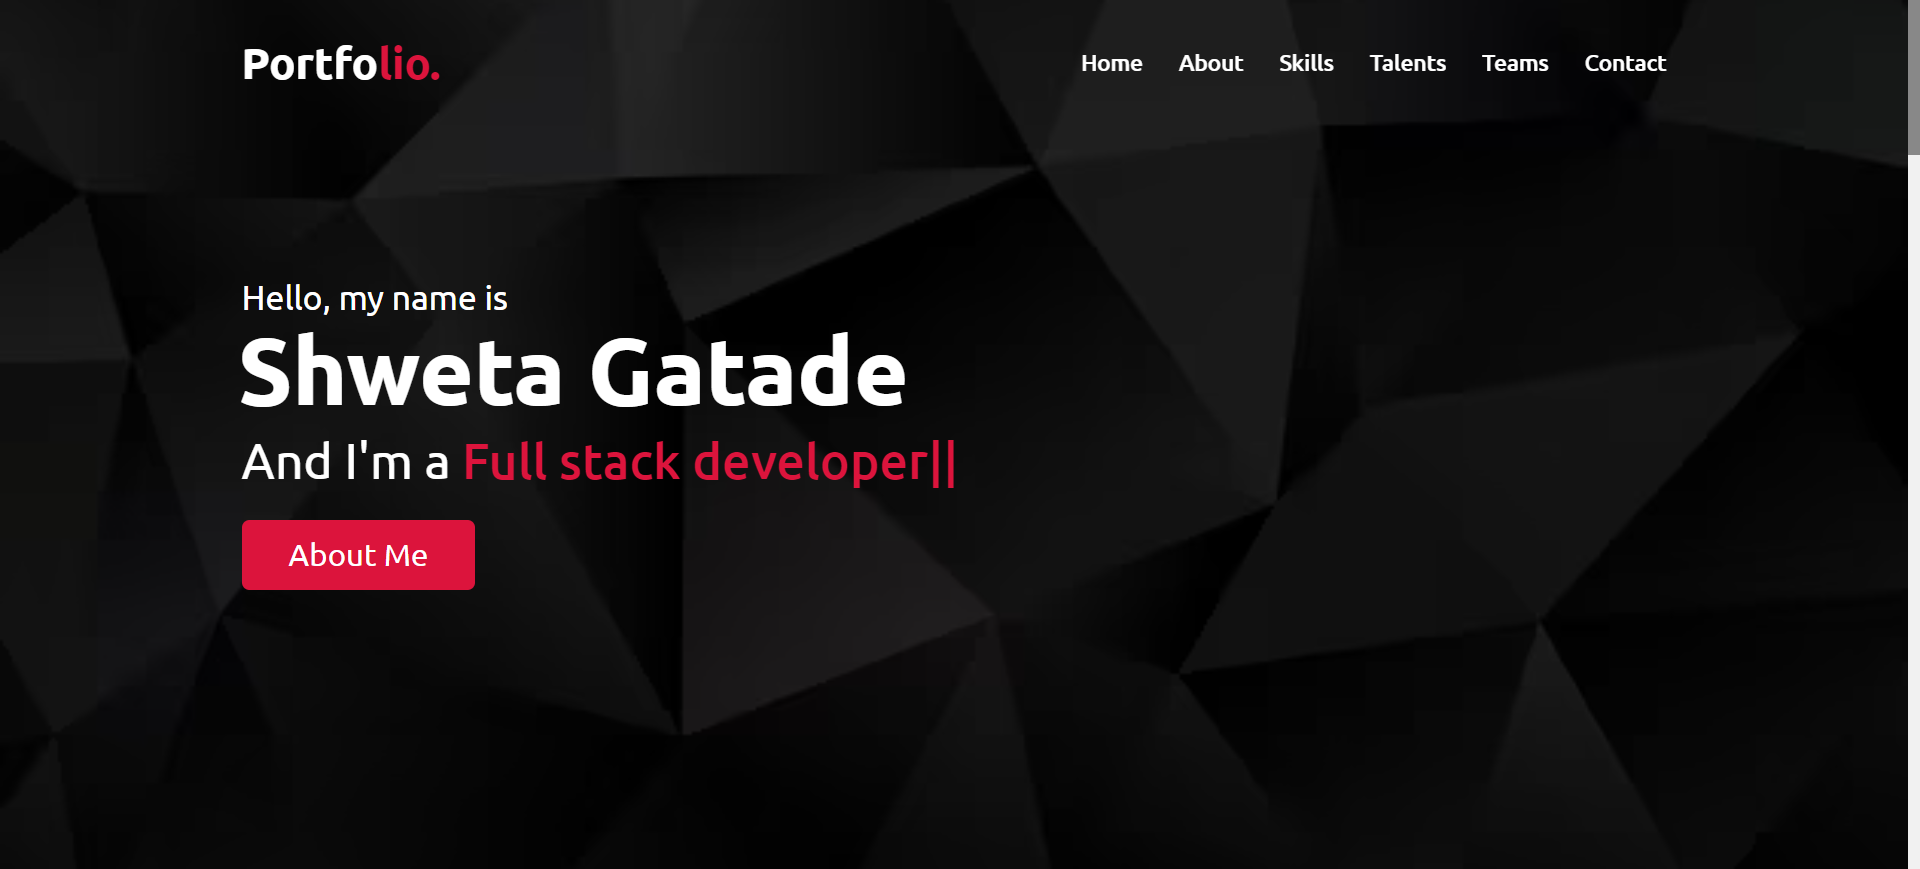 Portfolio.
Home About Skills Talents Teams Contact
Hello, my name is
Shweta Gatade
And I'm a Full stack developer||
About Me